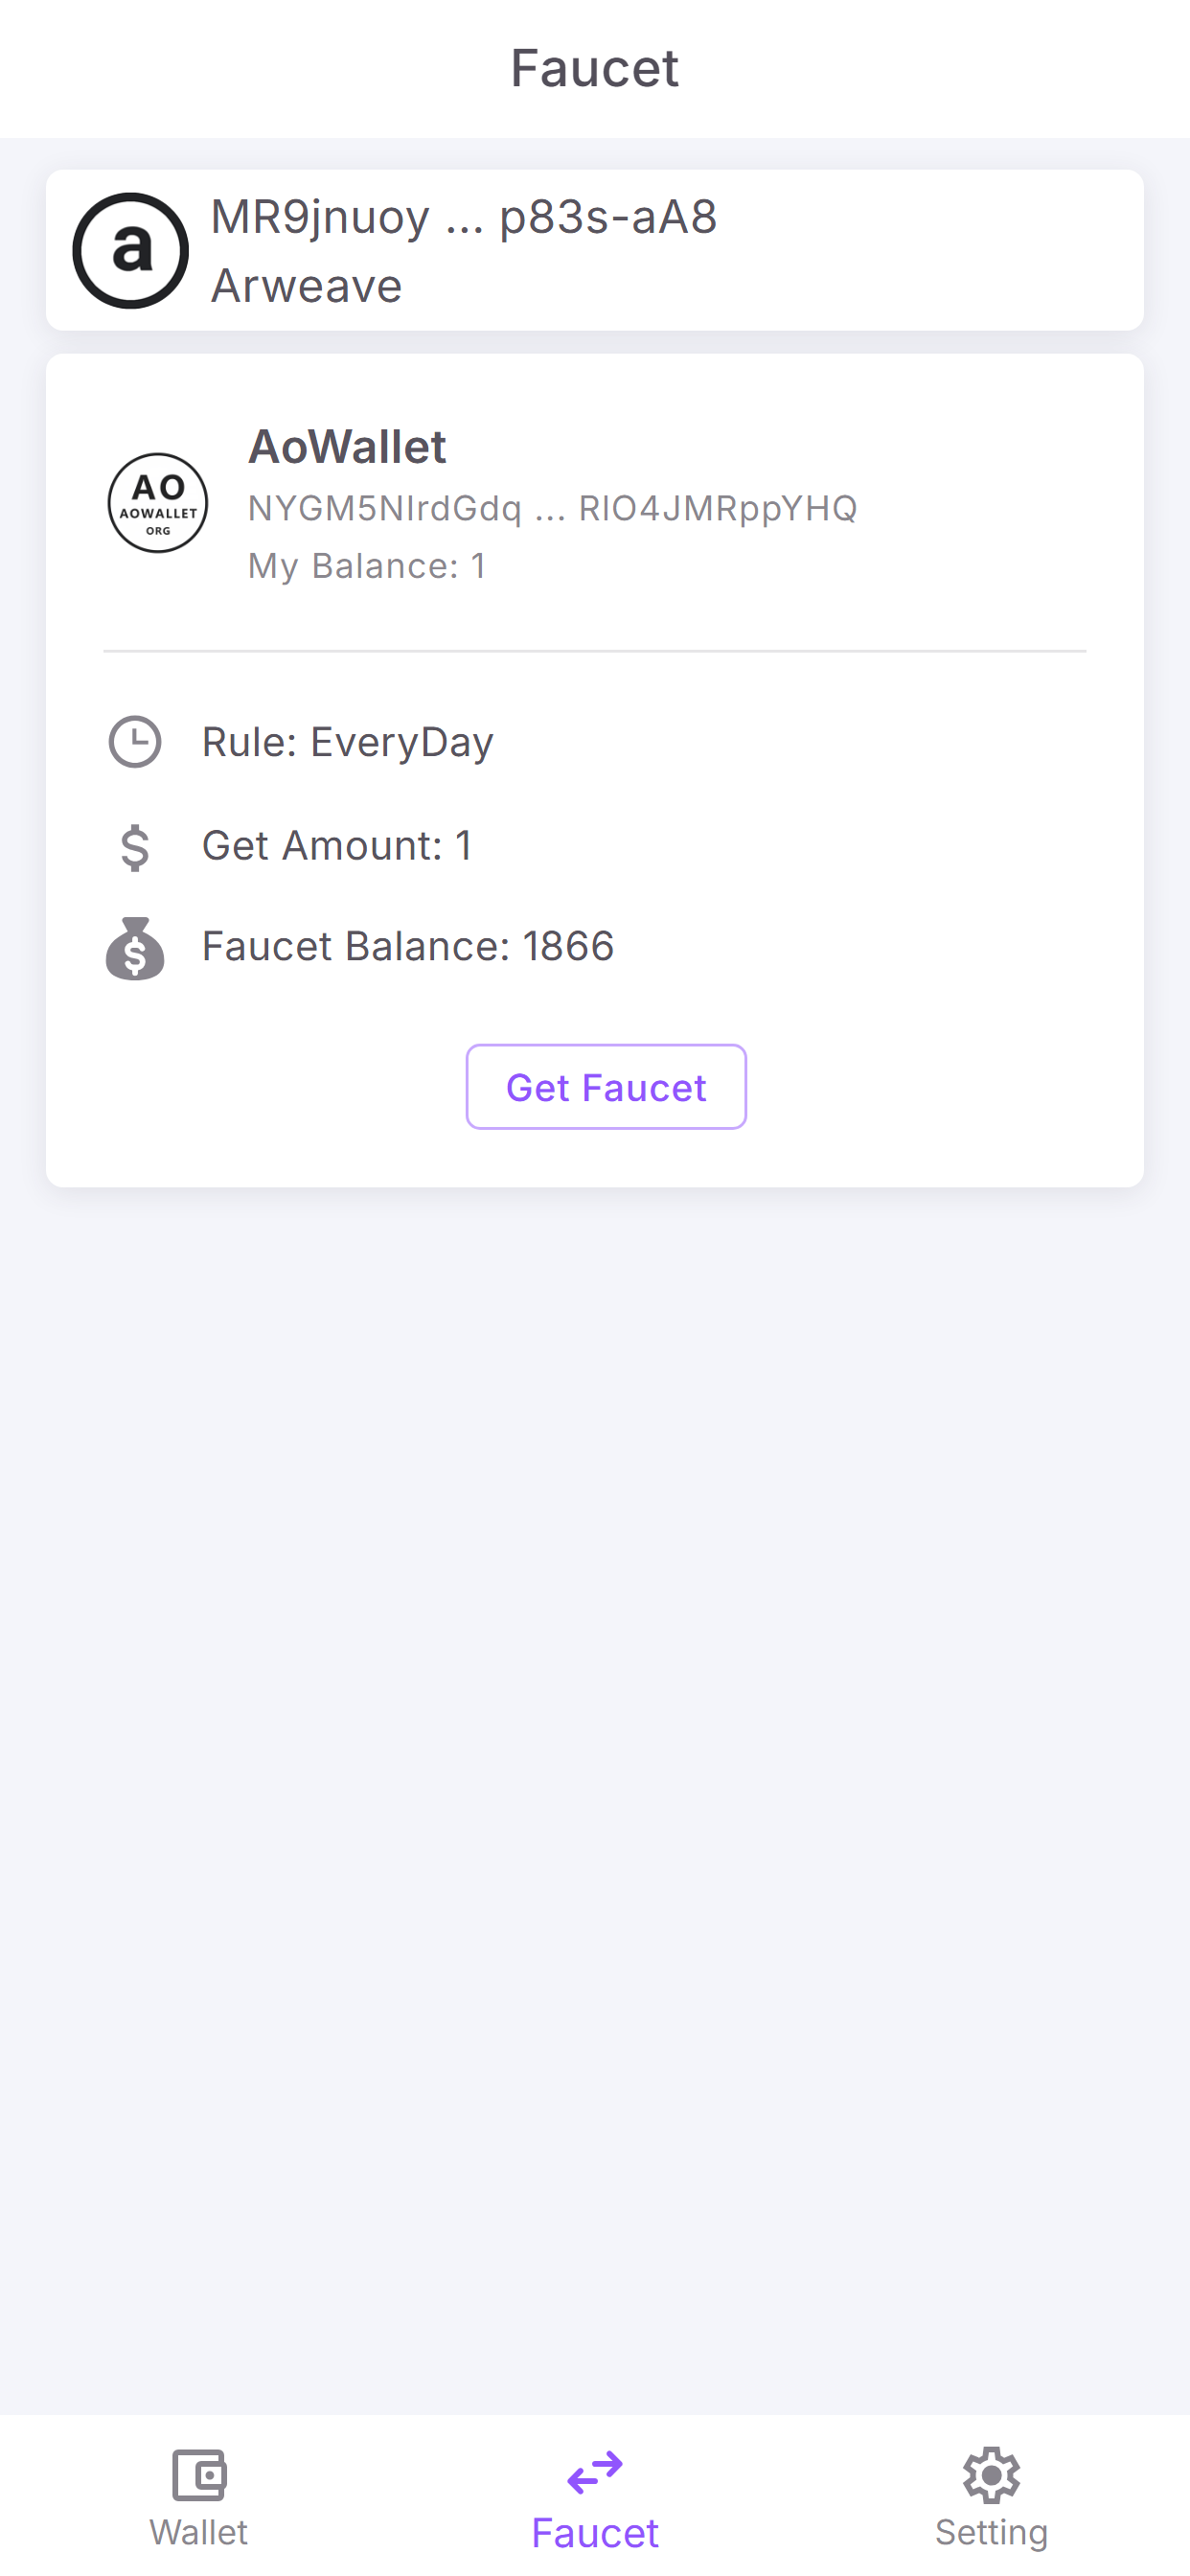 Faucet
a
MR9jnuoy ... p83s-aA8
Arweave
AO
AOWALLET
ORG
AoWallet
NYGM5NIrdGdq ... RIO4JMRppYHQ
My Balance: 1
Rule: EveryDay
$
Get Amount: 1
$
Faucet Balance: 1866
Get Faucet
Wallet
Faucet
Setting